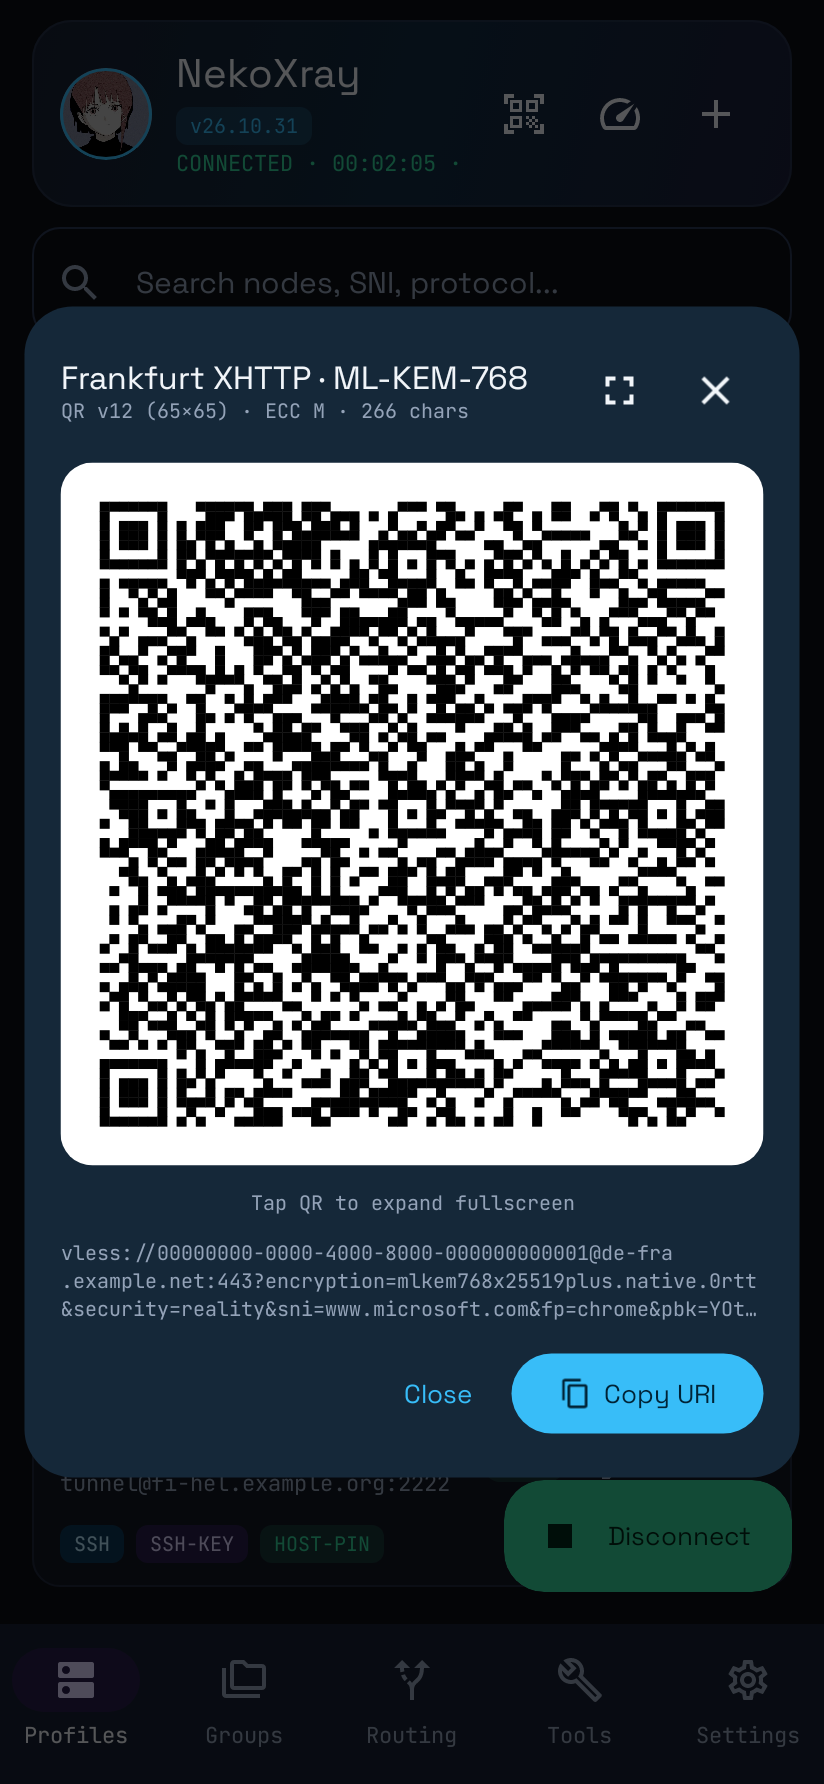 NekoXray
v26.10.31
CONNECTED · 00:02:05 ·
Search nodes, SNI, protocol...
Frankfurt XHTTP · ML-KEM-768
QR v12 (65×65) · ECC M · 266 chars
Tap QR to expand fullscreen
vless://00000000-0000-4000-8000-000000000001@de-fra
.example.net:443?encryption=mlkem768x25519plus.native.0rtt
&security=reality&sni=www.microsoft.com&fp=chrome&pbk=YOt…
Close
Copy URI
tunnel@fi-hel.example.org:2222
SSH
SSH-KEY
HOST-PIN
Disconnect
Profiles
Groups
Routing
Tools
Settings